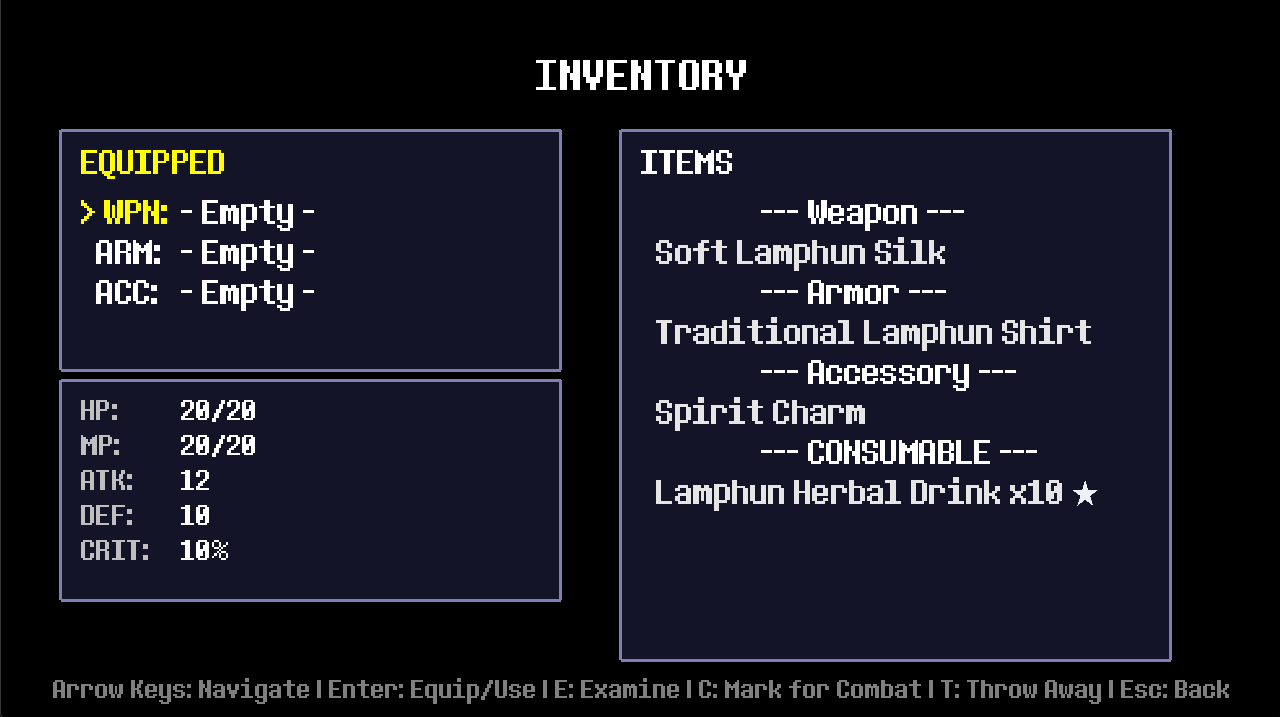 INVENTORY
EQUIPPED
> WPN: - Empty -
ARM: - Empty -
ACC: - Empty -
HP: 20/20
MP: 20/20
ATK: 12
DEF: 10
CRIT: 10%
ITEMS
--- Weapon ---
Soft Lamphun Silk
--- Armor ---
Traditional Lamphun Shirt
--- Accessory ---
Spirit Charm
--- CONSUMABLE ---
Lamphun Herbal Drink x10 ★
Arrow Keys: Navigate | Enter: Equip/Use | E: Examine | C: Mark for Combat | T: Throw Away | Esc: Back